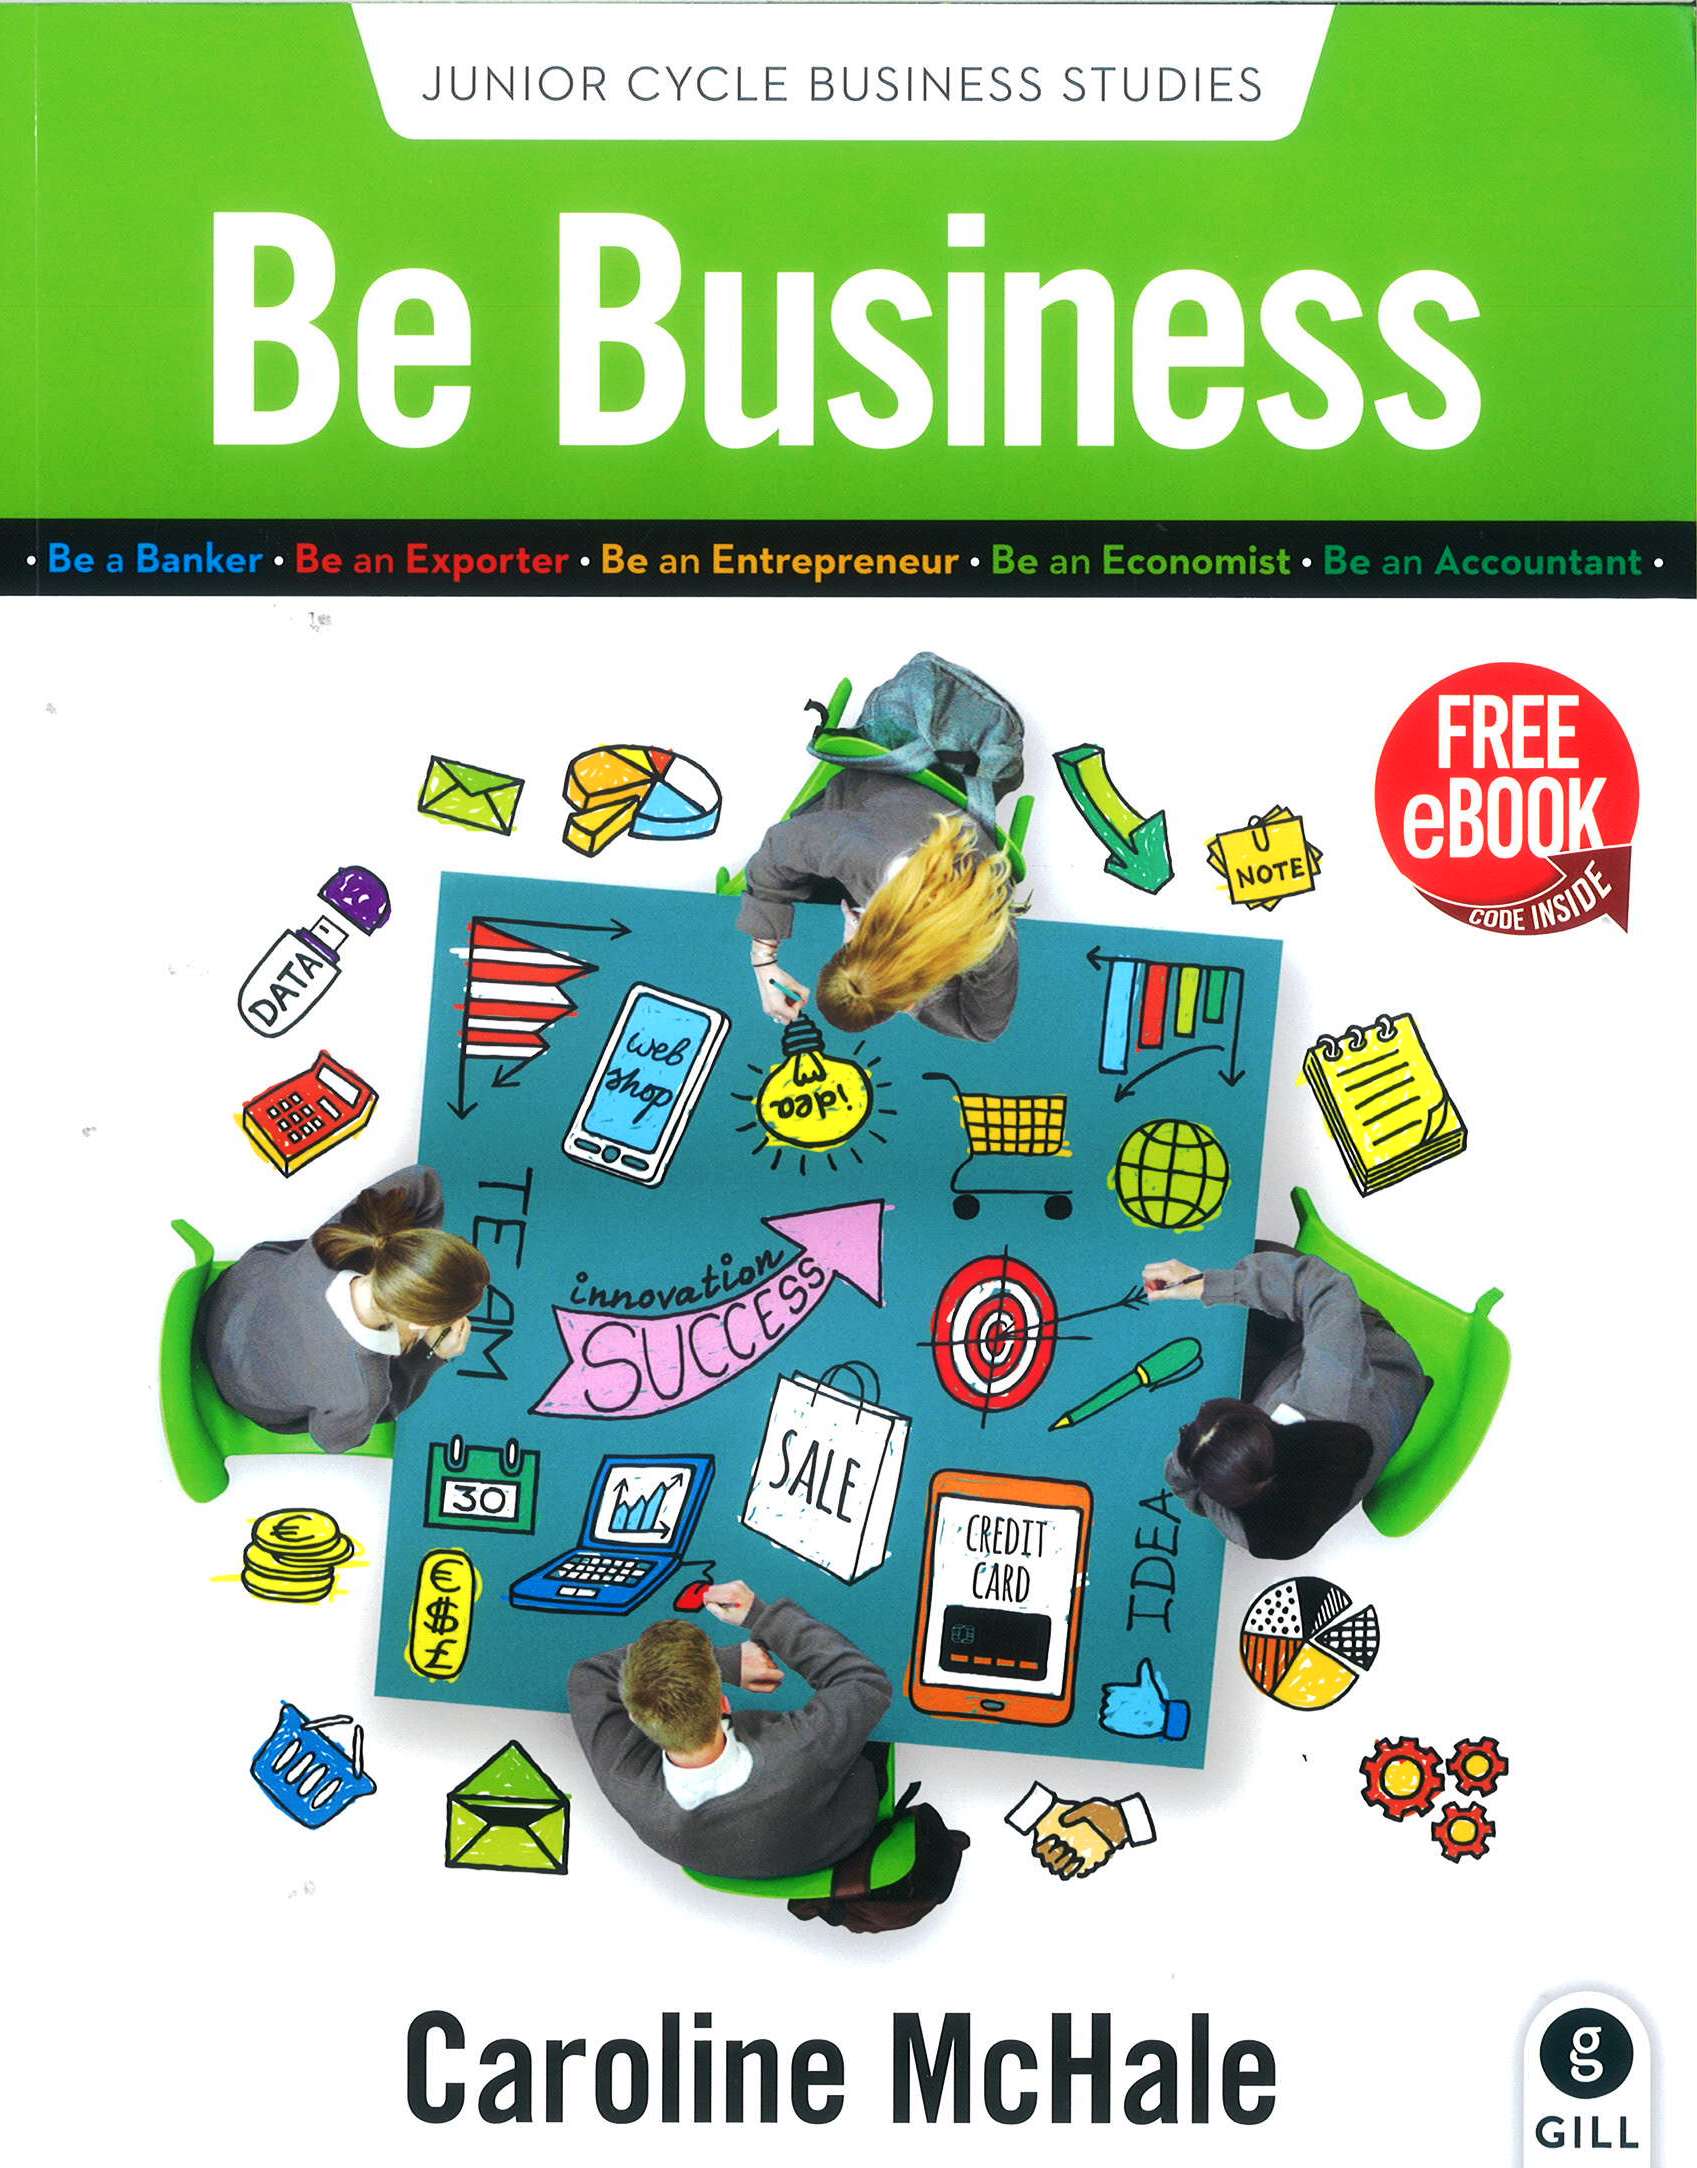 JUNIOR CYCLE BUSINESS STUDIES
Be Business
• Be a Banker • Be an Exporter • Be an Entrepreneur • Be an Economist • Be an Accountant •
FREE
eBOOK
CODE INSIDE
NOTE
DATA
web
shop
idea
TEAM
innovation
SUCCESS
SALE
30
CREDIT
CARD
IDEA
€
€
$
£
Caroline McHale
g
GILL